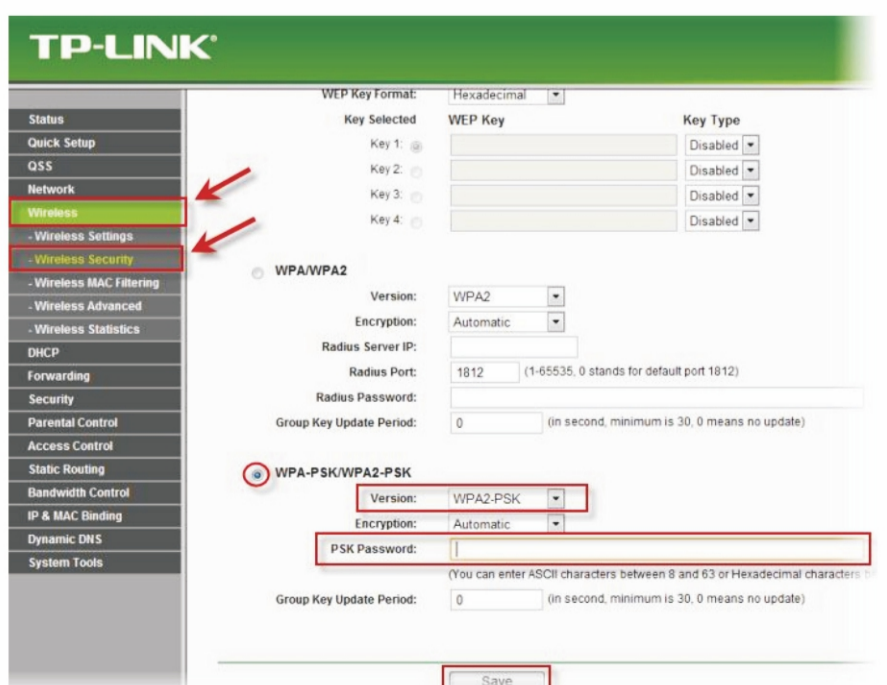 TP-LINK®
Status
Quick Setup
QSS
Network
Wireless
- Wireless Settings
- Wireless Security
- Wireless MAC Filtering
- Wireless Advanced
- Wireless Statistics
DHCP
Forwarding
Security
Parental Control
Access Control
Static Routing
Bandwidth Control
IP & MAC Binding
Dynamic DNS
System Tools
WEP Key Format: Hexadecimal
Key Selected WEP Key Key Type
Key 1: Disabled
Key 2: Disabled
Key 3: Disabled
Key 4: Disabled
WPA/WPA2
Version: WPA2
Encryption: Automatic
Radius Server IP:
Radius Port: 1812 (1-65535, 0 stands for default port 1812)
Radius Password:
Group Key Update Period: 0 (in second, minimum is 30, 0 means no update)
WPA-PSK/WPA2-PSK
Version: WPA2-PSK
Encryption: Automatic
PSK Password:
(You can enter ASCII characters between 8 and 63 or Hexadecimal characters
Group Key Update Period: 0 (in second, minimum is 30, 0 means no update)
Save